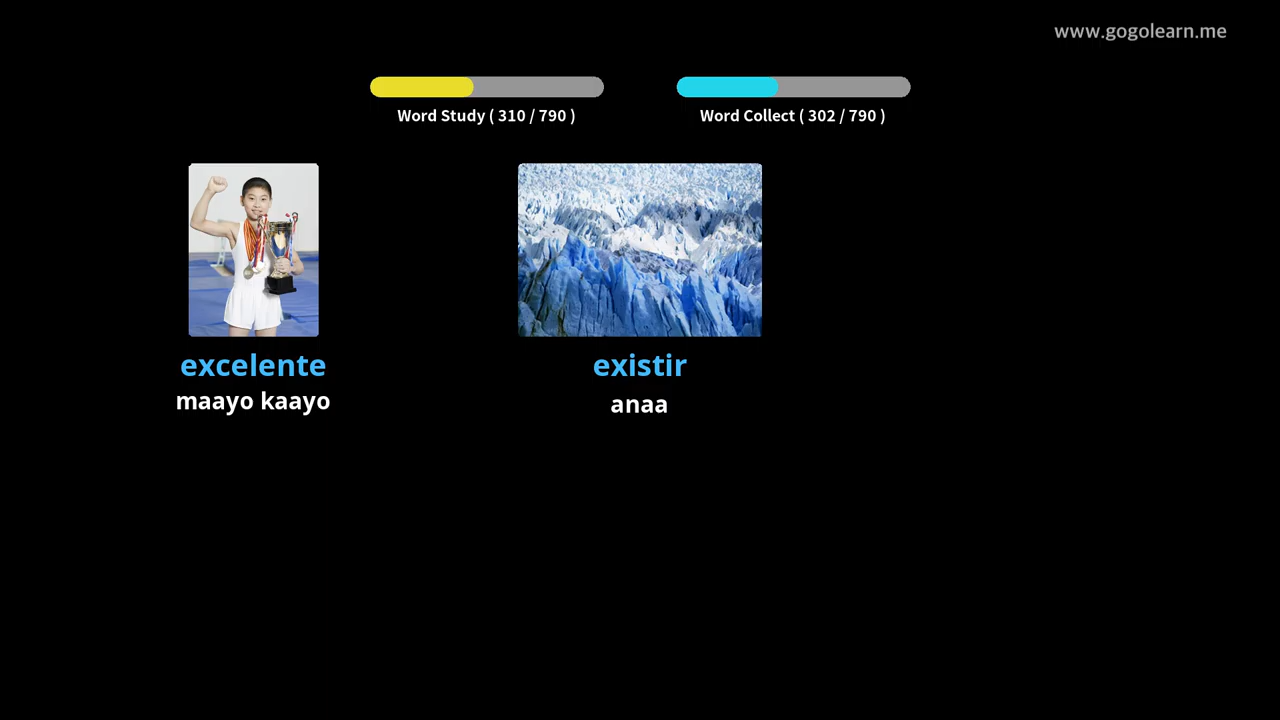 www.gogolearn.me
Word Study ( 310 / 790 )
Word Collect ( 302 / 790 )
excelente
maayo kaayo
existir
anaa